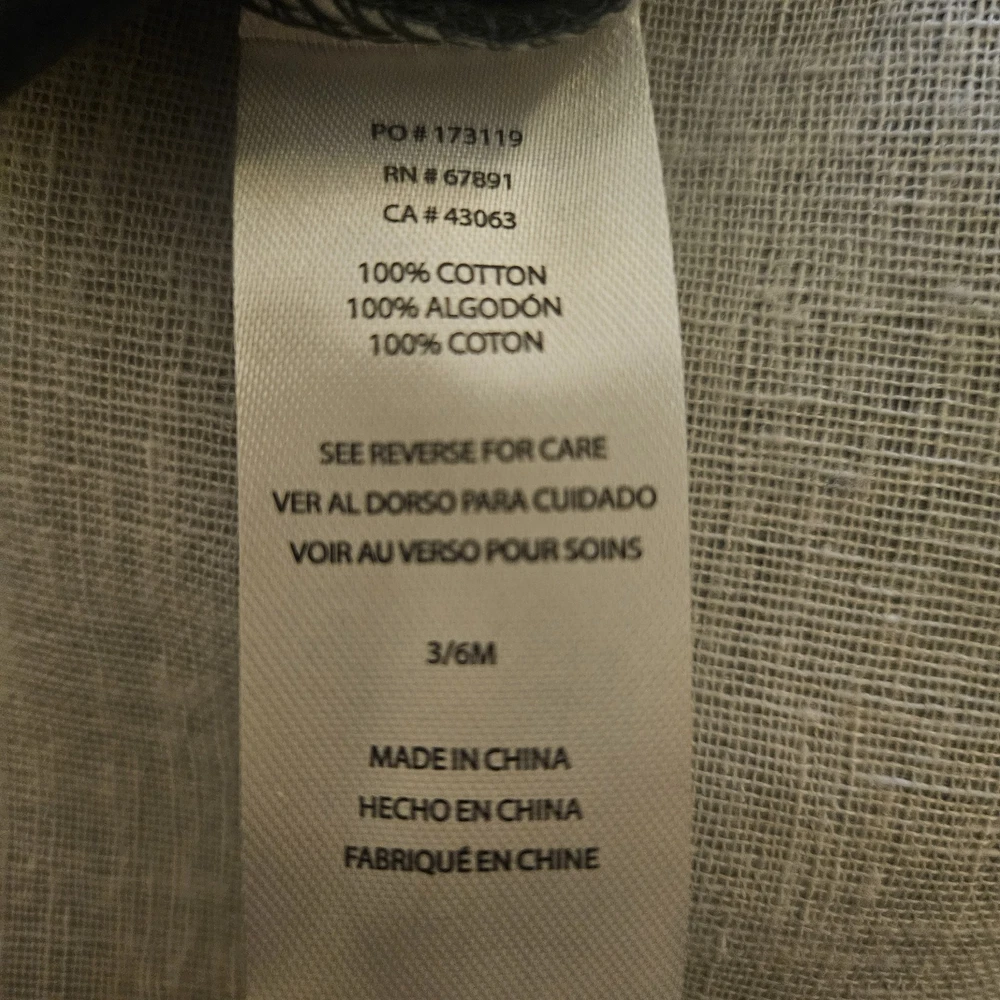 PO # 173119
RN # 67891
CA # 43063
100% COTTON
100% ALGODÓN
100% COTON
SEE REVERSE FOR CARE
VER AL DORSO PARA CUIDADO
VOIR AU VERSO POUR SOINS
3/6M
MADE IN CHINA
HECHO EN CHINA
FABRIQUÉ EN CHINE